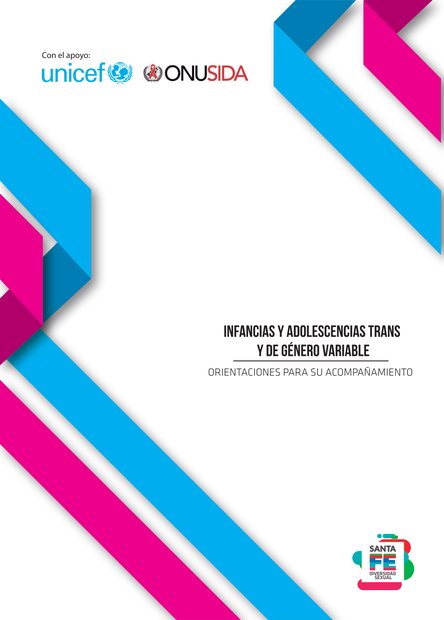 Con el apoyo:
unicef ONUSIDA
INFANCIAS Y ADOLESCENCIAS TRANS
Y DE GÉNERO VARIABLE
ORIENTACIONES PARA SU ACOMPAÑAMIENTO
SANTA
FE
DIVERSIDAD
SEXUAL